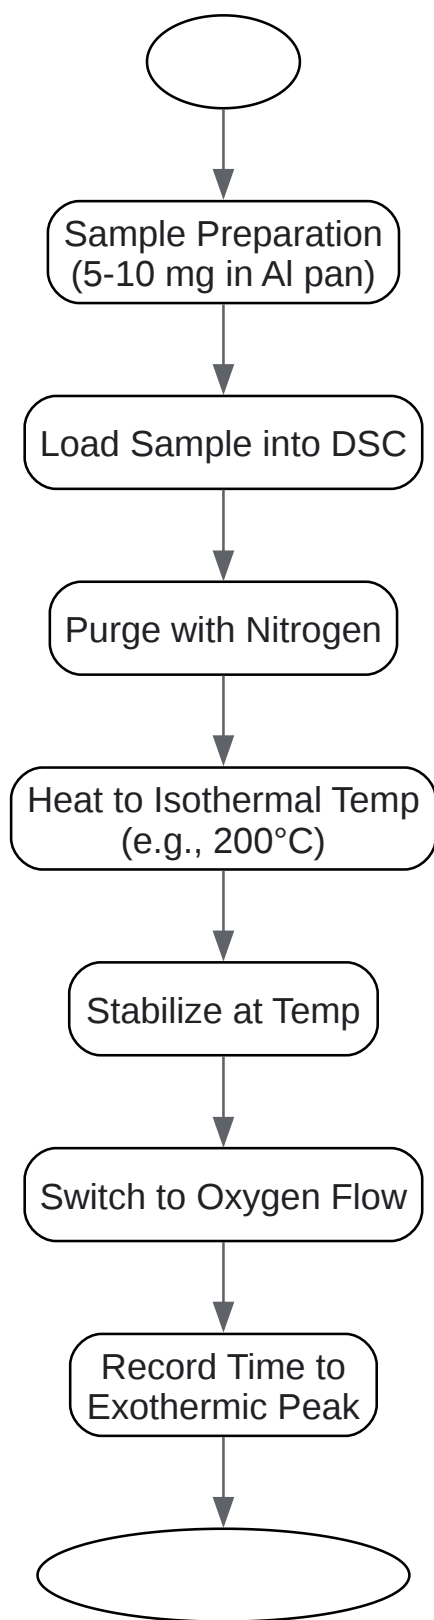 Sample Preparation
(5-10 mg in Al pan)
Load Sample into DSC
Purge with Nitrogen
Heat to Isothermal Temp
(e.g., 200°C)
Stabilize at Temp
Switch to Oxygen Flow
Record Time to
Exothermic Peak